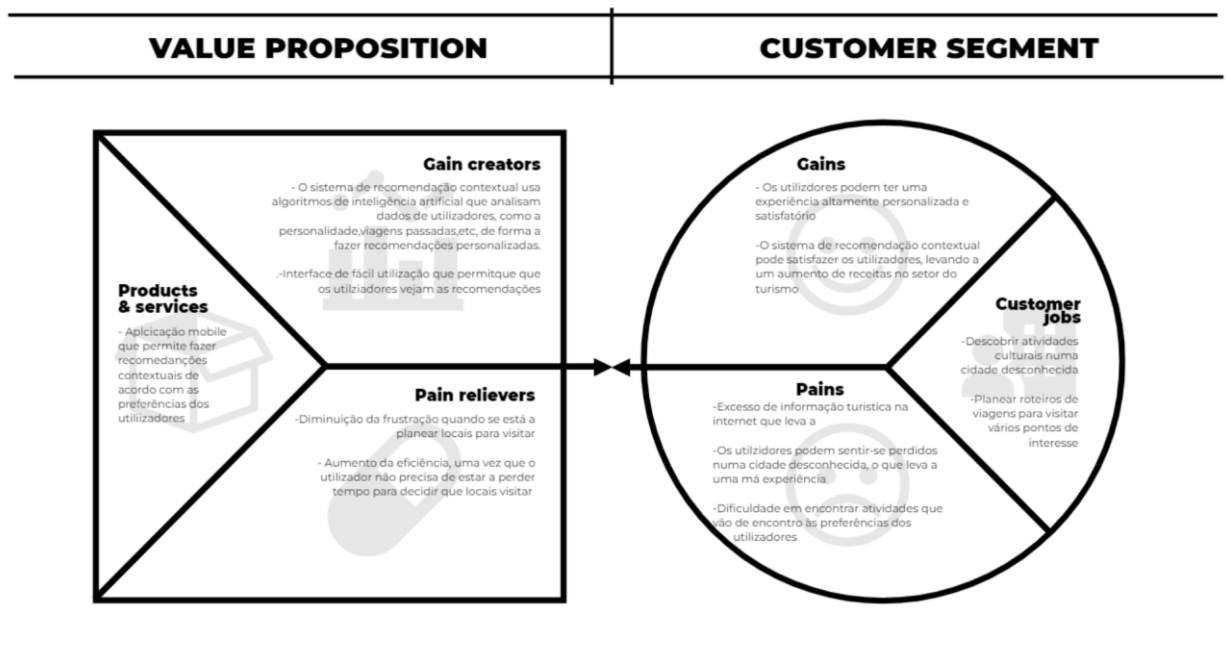 VALUE PROPOSITION
CUSTOMER SEGMENT
Gain creators
- O sistema de recomendação contextual usa
algoritmos de inteligência artificial que analisam
dados de utilizadores, como a
personalidade,viagens passadas,etc, de forma a
fazer recomendações personalizadas.
.-Interface de fácil utilização que permitque que
os utilziadores vejam as recomendações
Products
& services
- Aplcicação mobile
que permite fazer
recomedanções
contextuais de
acordo com as
preferências dos
utiliizadores
Pain relievers
-Diminuição da frustração quando se está a
planear locais para visitar
- Aumento da eficiência, uma vez que o
utilizador não precisa de estar a perder
tempo para decidir que locais visitar
Gains
- Os utilizdores podem ter uma
experiência altamente personalizada e
satisfatório
-O sistema de recomendação contextual
pode satisfazer os utilizadores, levando a
um aumento de receitas no setor do
turismo
Customer
jobs
-Descobrir atividades
culturais numa
cidade desconhecida
-Planear roteiros de
viagens para visitar
vários pontos de
interesse
Pains
-Excesso de informação turistica na
internet que leva a
-Os utilzidores podem sentir-se perdidos
numa cidade desconhecida, o que leva a
uma má experiência
-Dificuldade em encontrar atividades que
vão de encontro às preferências dos
utilizadores